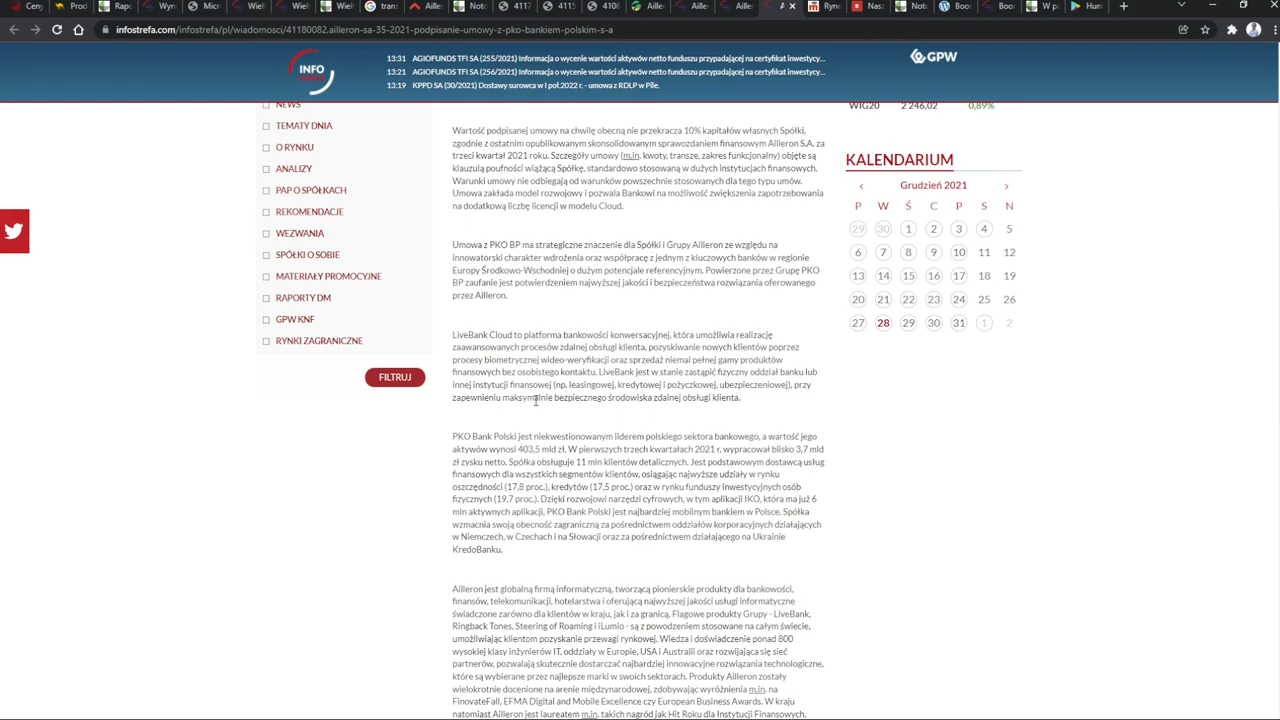 Ceny
Rapo
Wyn
Micr
Wiel
Wiel
Wiel
trans
Aille
Noto
4117
4115
4100
Ailler
Ailler
Ailler
A
Ryne
Nasz
Not
Boo
W p
Hun
infostrefa.com/infostrefa/pl/wiadomosci/41180082,ailleron-sa-35-2021-podpisanie-umowy-z-pko-bankiem-polskim-s-a
INFO
13:31 AGIOFUNDS TFI SA (255/2021) Informacja o wycenie wartości aktywów netto funduszu przypadającej na certyfikat inwestycy...
13:21 AGIOFUNDS TFI SA (256/2021) Informacja o wycenie wartości aktywów netto funduszu przypadającej na certyfikat inwestycy...
13:19 KPPD SA (30/2021) Dostawy surowca w I poł.2022 r. - umowa z RDLP w Pile.
GPW
NEWS
TEMATY DNIA
O RYNKU
ANALIZY
PAP O SPÓŁKACH
REKOMENDACJE
WEZWANIA
SPÓŁKI O SOBIE
MATERIAŁY PROMOCYJNE
RAPORTY DM
GPW KNF
RYNKI ZAGRANICZNE
FILTRUJ
Wartość podpisanej umowy na chwilę obecną nie przekracza 10% kapitałów własnych Spółki,
zgodnie z ostatnim opublikowanym skonsolidowanym sprawozdaniem finansowym Ailleron S.A. za
trzeci kwartał 2021 roku. Szczegóły umowy (m.in. kwoty, transze, zakres funkcjonalny) objęte są
klauzulą poufności wiążącą Spółkę, standardowo stosowaną w dużych instytucjach finansowych.
Warunki umowy nie odbiegają od warunków powszechnie stosowanych dla tego typu umów.
Umowa zakłada model rozwojowy i pozwala Bankowi na możliwość zwiększenia zapotrzebowania
na dodatkową liczbę licencji w modelu Cloud.
Umowa z PKO BP ma strategiczne znaczenie dla Spółki i Grupy Ailleron ze względu na
innowatorski charakter wdrożenia oraz współpracę z jednym z kluczowych banków w regionie
Europy Środkowo-Wschodniej o dużym potencjale referencyjnym. Powierzone przez Grupę PKO
BP zaufanie jest potwierdzeniem najwyższej jakości i bezpieczeństwa rozwiązania oferowanego
przez Ailleron.
LiveBank Cloud to platforma bankowości konwersacyjnej, która umożliwia realizację
zaawansowanych procesów zdalnej obsługi klienta, pozyskiwanie nowych klientów poprzez
procesy biometrycznej wideo-weryfikacji oraz sprzedaż niemal pełnej gamy produktów
finansowych bez osobistego kontaktu. LiveBank jest w stanie zastąpić fizyczny oddział banku lub
innej instytucji finansowej (np. leasingowej, kredytowej i pożyczkowej, ubezpieczeniowej), przy
zapewnieniu maksymalnie bezpiecznego środowiska zdalnej obsługi klienta.
PKO Bank Polski jest niekwestionowanym liderem polskiego sektora bankowego, a wartość jego
aktywów wynosi 403,5 mld zł. W pierwszych trzech kwartałach 2021 r. wypracował blisko 3,7 mld
zł zysku netto. Spółka obsługuje 11 mln klientów detalicznych. Jest podstawowym dostawcą usług
finansowych dla wszystkich segmentów klientów, osiągając najwyższe udziały w rynku
oszczędności (17,8 proc.), kredytów (17,5 proc.) oraz w rynku funduszy inwestycyjnych osób
fizycznych (19,7 proc.). Dzięki rozwojowi narzędzi cyfrowych, w tym aplikacji IKO, która ma już 6
mln aktywnych aplikacji, PKO Bank Polski jest najbardziej mobilnym bankiem w Polsce. Spółka
wzmacnia swoją obecność zagraniczną za pośrednictwem oddziałów korporacyjnych działających
w Niemczech, w Czechach i na Słowacji oraz za pośrednictwem działającego na Ukrainie
KredoBanku.
Ailleron jest globalną firmą informatyczną, tworzącą pionierskie produkty dla bankowości,
finansów, telekomunikacji, hotelarstwa i oferującą najwyższej jakości usługi informatyczne
świadczone zarówno dla klientów w kraju, jak i za granicą. Flagowe produkty Grupy - LiveBank,
Ringback Tones, Steering of Roaming i iLumio - są z powodzeniem stosowane na całym świecie,
umożliwiając klientom pozyskanie przewagi rynkowej. Wiedza i doświadczenie ponad 800
wysokiej klasy inżynierów IT, oddziały w Europie, USA i Australii oraz rozwijająca się sieć
partnerów, pozwalają skutecznie dostarczać najbardziej innowacyjne rozwiązania technologiczne,
które są wybierane przez najlepsze marki w swoich sektorach. Produkty Ailleron zostały
wielokrotnie docenione na arenie międzynarodowej, zdobywając wyróżnienia m.in. na
FinovateFall, EFMA Digital and Mobile Excellence czy European Business Awards. W kraju
natomiast Ailleron jest laureatem m.in. takich nagród jak Hit Roku dla Instytucji Finansowych,
WIG20 2 246,02 0,89%
KALENDARIUM
‹ Grudzień 2021 ›
P W Ś C P S N
29 30 1 2 3 4 5
6 7 8 9 10 11 12
13 14 15 16 17 18 19
20 21 22 23 24 25 26
27 28 29 30 31 1 2